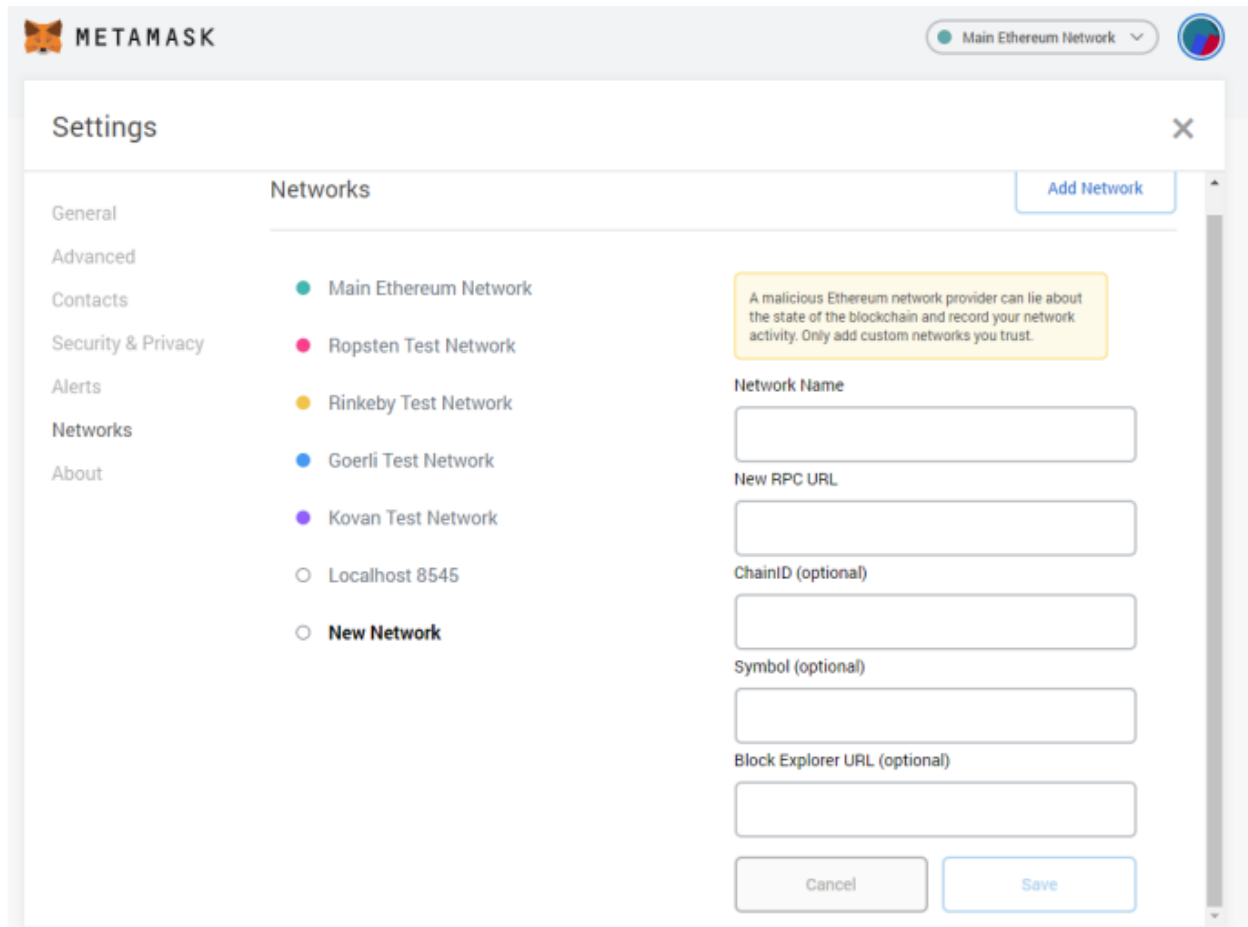 METAMASK
Main Ethereum Network
Settings
General
Advanced
Contacts
Security & Privacy
Alerts
Networks
About
Networks
Add Network
Main Ethereum Network
Ropsten Test Network
Rinkeby Test Network
Goerli Test Network
Kovan Test Network
Localhost 8545
New Network
A malicious Ethereum network provider can lie about
the state of the blockchain and record your network
activity. Only add custom networks you trust.
Network Name
New RPC URL
ChainID (optional)
Symbol (optional)
Block Explorer URL (optional)
Cancel
Save